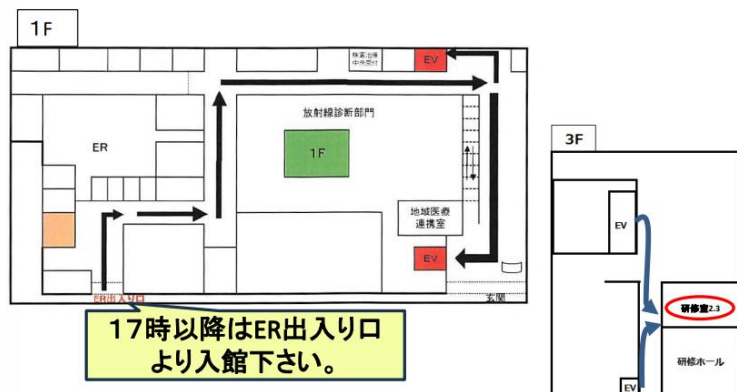 1F
検査治療
中央受付
EV
放射線診断部門
ER
1F
地域医療
連携室
EV
ER出入り口
玄関
17時以降はER出入り口
より入館下さい。
3F
EV
研修室2.3
研修ホール
EV